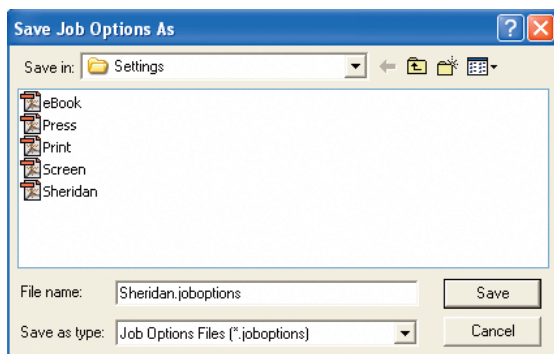 Save Job Options As
Save in: Settings
eBook
Press
Print
Screen
Sheridan
File name: Sheridan.joboptions Save
Save as type: Job Options Files (*.joboptions) Cancel